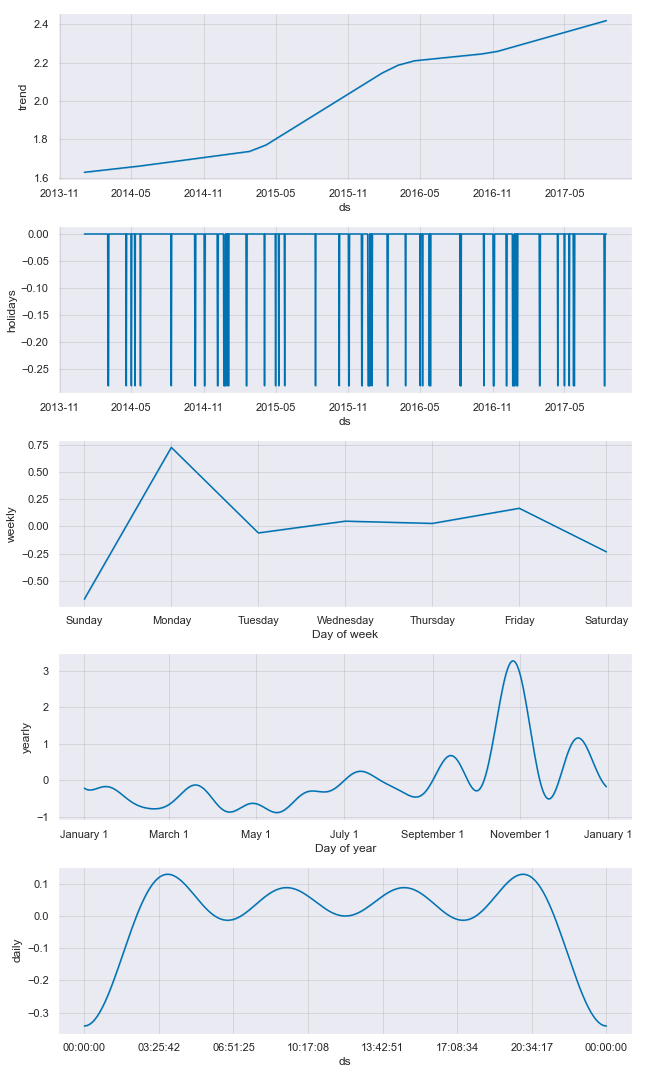 2.4
2.2
2.0
1.8
1.6
trend
2013-11 2014-05 2014-11 2015-05 2015-11 2016-05 2016-11 2017-05
ds
0.00
−0.05
−0.10
−0.15
−0.20
−0.25
holidays
2013-11 2014-05 2014-11 2015-05 2015-11 2016-05 2016-11 2017-05
ds
0.75
0.50
0.25
0.00
−0.25
−0.50
weekly
Sunday Monday Tuesday Wednesday Thursday Friday Saturday
Day of week
3
2
1
0
−1
yearly
January 1 March 1 May 1 July 1 September 1 November 1 January 1
Day of year
0.1
0.0
−0.1
−0.2
−0.3
daily
00:00:00 03:25:42 06:51:25 10:17:08 13:42:51 17:08:34 20:34:17 00:00:00
ds